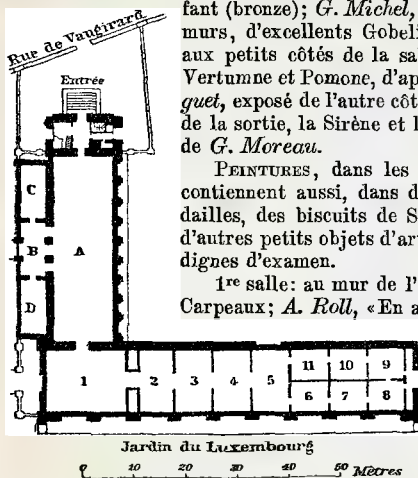 fant (bronze); G. Michel,
murs, d'excellents Gobeli
aux petits côtés de la sa
Vertumne et Pomone, d'ap
guet, exposé de l'autre côt
de la sortie, la Sirène et l
de G. Moreau.
PEINTURES, dans les
contiennent aussi, dans d
dailles, des biscuits de S
d'autres petits objets d'ar
dignes d'examen.
1re salle: au mur de l'
Carpeaux; A. Roll, «En a
Rue de Vaugirard
Entrée
C
B
A
D
1 2 3 4 5 11 10 9
6 7 8
Jardin du Luxembourg
0 10 20 30 40 50 Mètres